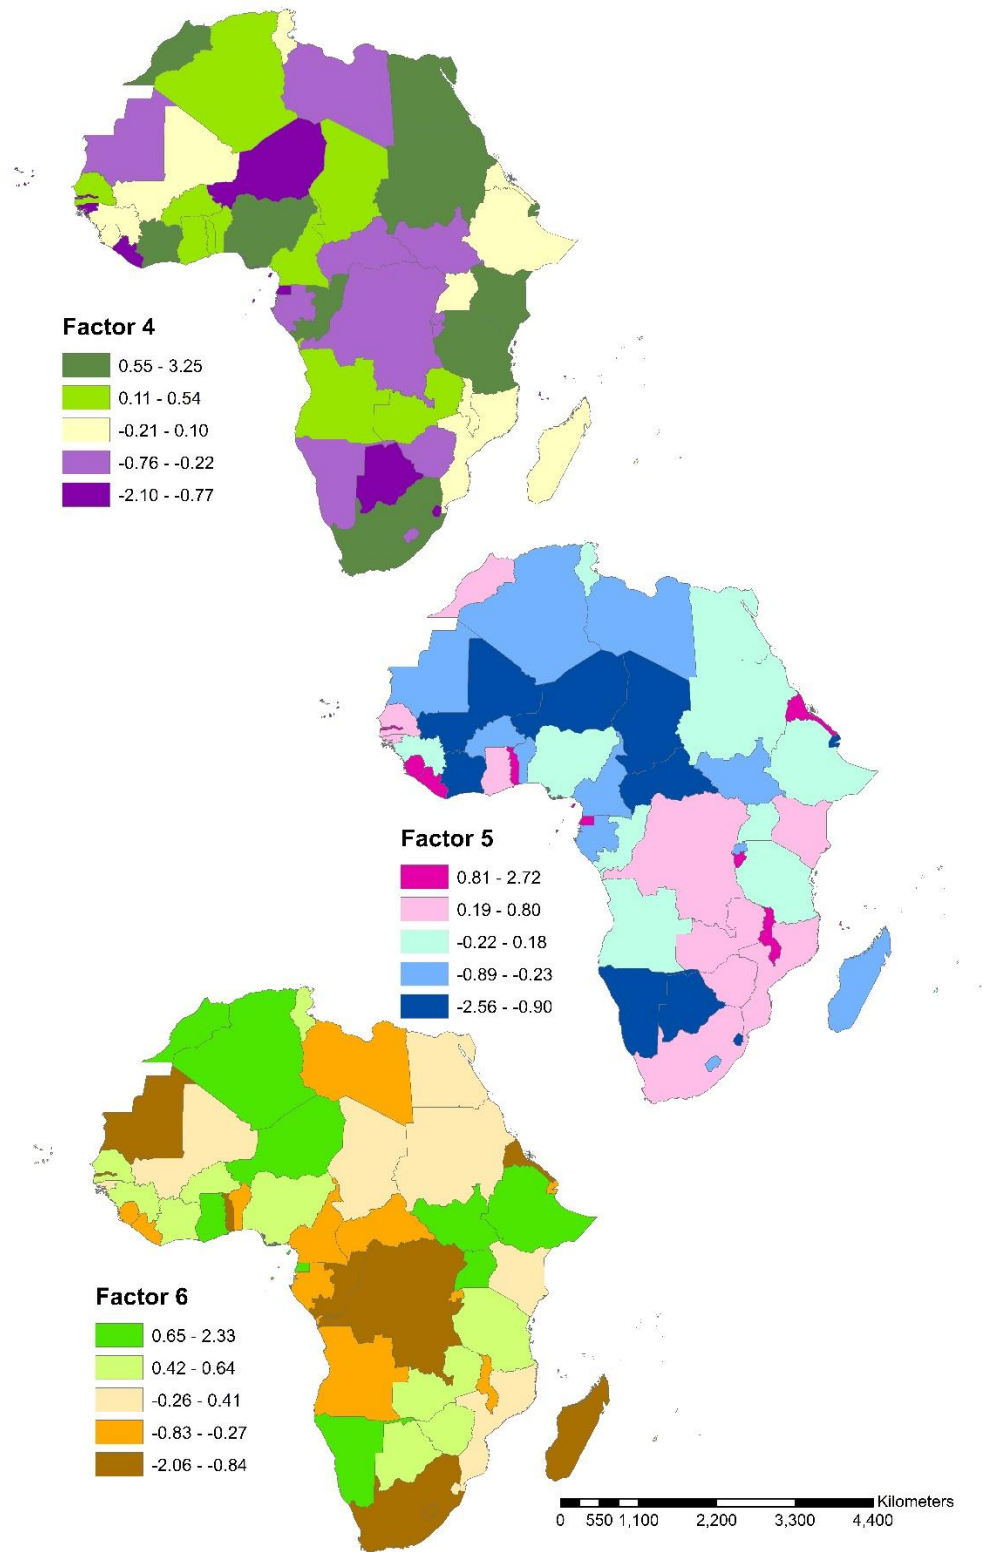 Factor 4
0.55 - 3.25
0.11 - 0.54
-0.21 - 0.10
-0.76 - -0.22
-2.10 - -0.77
Factor 5
0.81 - 2.72
0.19 - 0.80
-0.22 - 0.18
-0.89 - -0.23
-2.56 - -0.90
Factor 6
0.65 - 2.33
0.42 - 0.64
-0.26 - 0.41
-0.83 - -0.27
-2.06 - -0.84
Kilometers
0 550 1,100 2,200 3,300 4,400